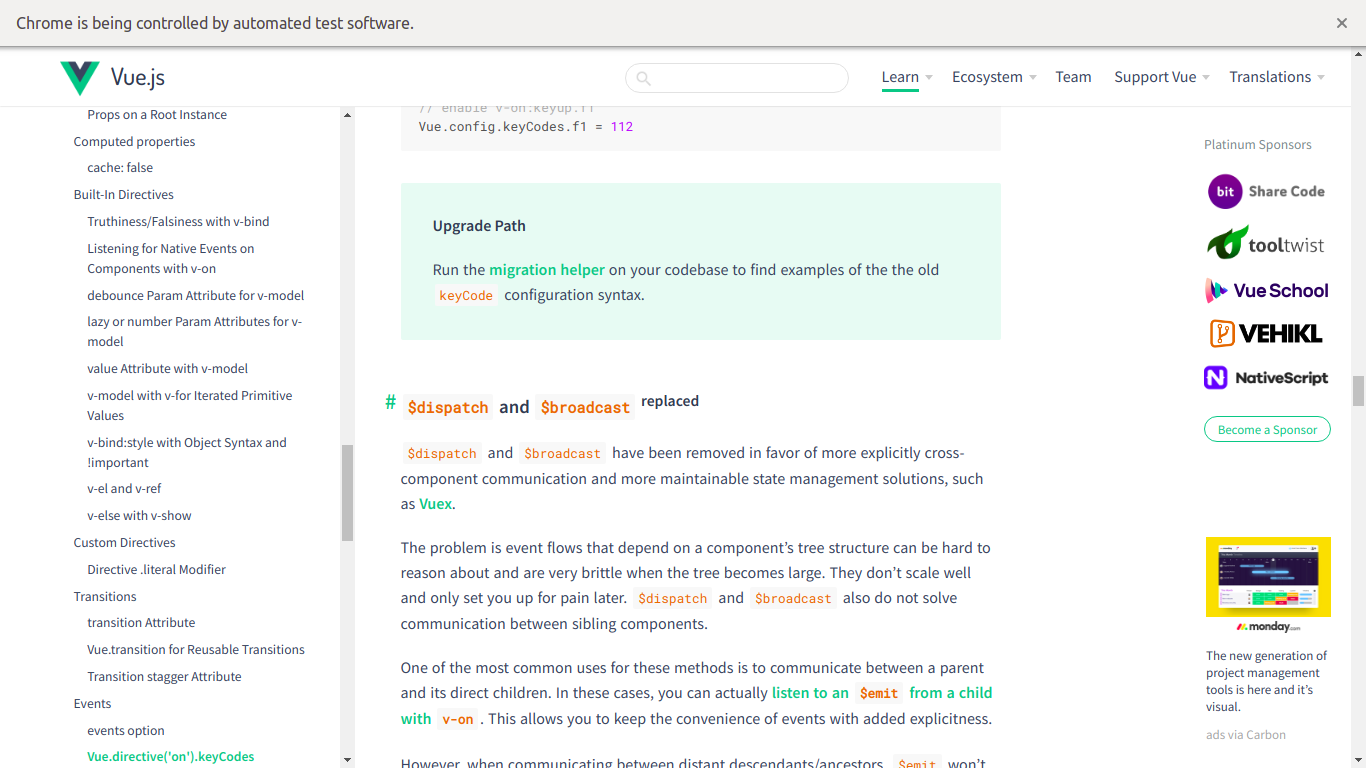 Chrome is being controlled by automated test software.
Vue.js
Learn
Ecosystem
Team
Support Vue
Translations
Props on a Root Instance
Computed properties
cache: false
Built-In Directives
Truthiness/Falsiness with v-bind
Listening for Native Events on
Components with v-on
debounce Param Attribute for v-model
lazy or number Param Attributes for v-
model
value Attribute with v-model
v-model with v-for Iterated Primitive
Values
v-bind:style with Object Syntax and
!important
v-el and v-ref
v-else with v-show
Custom Directives
Directive .literal Modifier
Transitions
transition Attribute
Vue.transition for Reusable Transitions
Transition stagger Attribute
Events
events option
Vue.directive('on').keyCodes
// enable v-on:keyup.f1
Vue.config.keyCodes.f1 = 112
Upgrade Path
Run the migration helper on your codebase to find examples of the the old
keyCode configuration syntax.
# $dispatch and $broadcast replaced
$dispatch and $broadcast have been removed in favor of more explicitly cross-
component communication and more maintainable state management solutions, such
as Vuex.
The problem is event flows that depend on a component's tree structure can be hard to
reason about and are very brittle when the tree becomes large. They don't scale well
and only set you up for pain later. $dispatch and $broadcast also do not solve
communication between sibling components.
One of the most common uses for these methods is to communicate between a parent
and its direct children. In these cases, you can actually listen to an $emit from a child
with v-on. This allows you to keep the convenience of events with added explicitness.
However, when communicating between distant descendants/ancestors, $emit won't
Platinum Sponsors
bit Share Code
tooltwist
Vue School
VEHIKL
NativeScript
Become a Sponsor
monday.com
The new generation of
project management
tools is here and it's
visual.
ads via Carbon